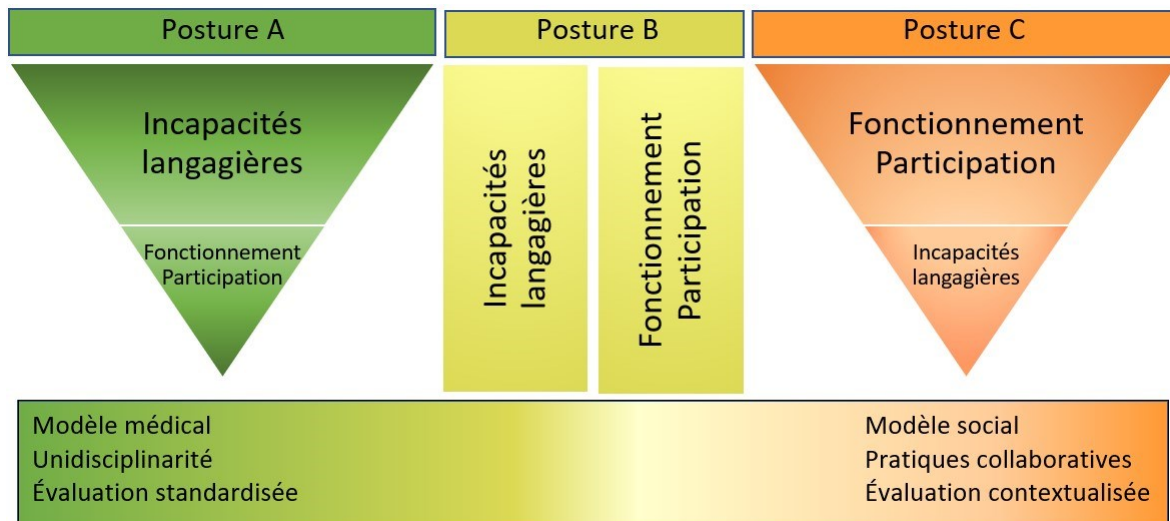 Posture A
Posture B
Posture C
Incapacités
langagières
Fonctionnement
Participation
Incapacités
langagières
Fonctionnement
Participation
Fonctionnement
Participation
Incapacités
langagières
Modèle médical
Unidisciplinarité
Évaluation standardisée
Modèle social
Pratiques collaboratives
Évaluation contextualisée